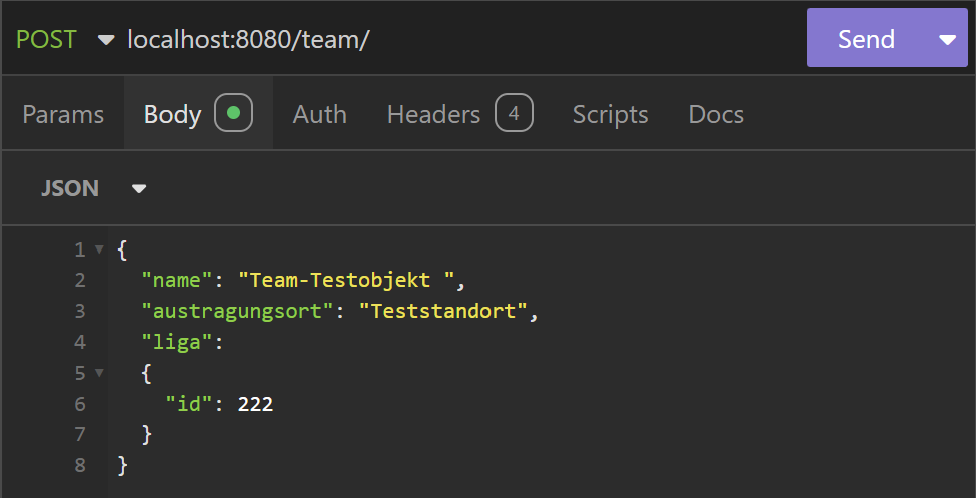 POST localhost:8080/team/ Send
Params Body Auth Headers 4 Scripts Docs
JSON
1 {
2 "name": "Team-Testobjekt ",
3 "austragungsort": "Teststandort",
4 "liga":
5 {
6 "id": 222
7 }
8 }